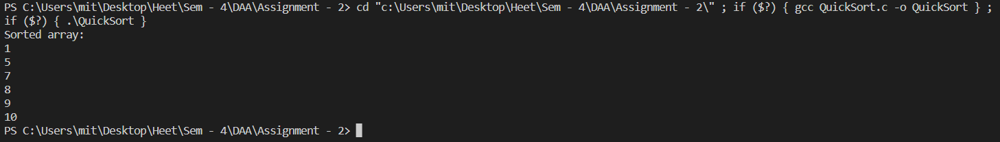 PS C:\Users\mit\Desktop\Heet\Sem - 4\DAA\Assignment - 2> cd "c:\Users\mit\Desktop\Heet\Sem - 4\DAA\Assignment - 2\" ; if ($?) { gcc QuickSort.c -o QuickSort } ;
if ($?) { .\QuickSort }
Sorted array:
1
5
7
8
9
10
PS C:\Users\mit\Desktop\Heet\Sem - 4\DAA\Assignment - 2>